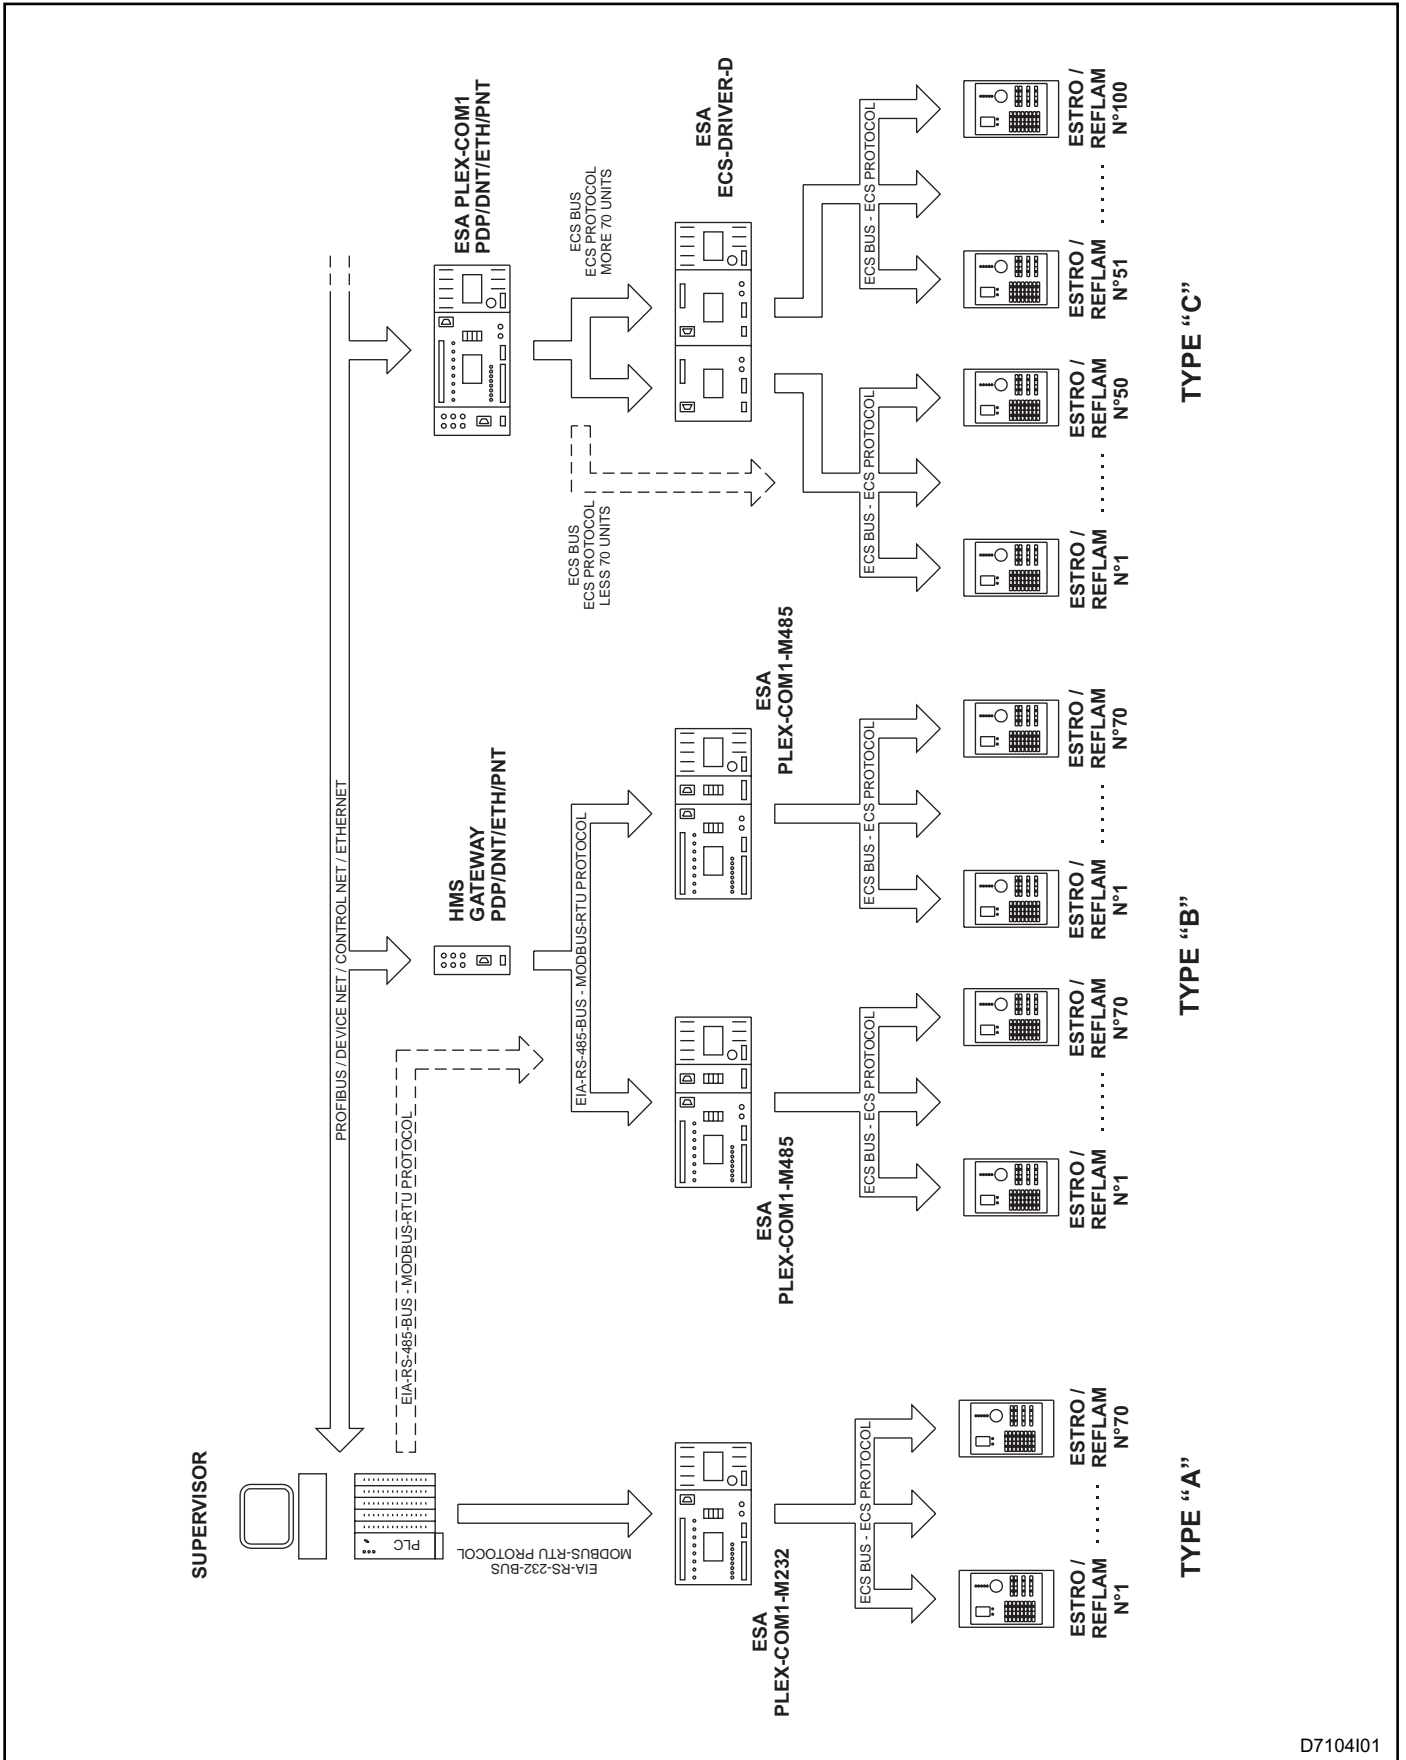 SUPERVISOR
PLC
PROFIBUS / DEVICE NET / CONTROL NET / ETHERNET
EIA-RS-485-BUS - MODBUS-RTU PROTOCOL
EIA-RS-232-BUS
MODBUS-RTU PROTOCOL
HMS
GATEWAY
PDP/DNT/ETH/PNT
ESA PLEX-COM1
PDP/DNT/ETH/PNT
EIA-RS-485-BUS - MODBUS-RTU PROTOCOL
ECS BUS
ECS PROTOCOL
LESS 70 UNITS
ECS BUS
ECS PROTOCOL
MORE 70 UNITS
ESA
PLEX-COM1-M232
ESA
PLEX-COM1-M485
ESA
PLEX-COM1-M485
ESA
ECS-DRIVER-D
ECS BUS - ECS PROTOCOL
ECS BUS - ECS PROTOCOL
ECS BUS - ECS PROTOCOL
ECS BUS - ECS PROTOCOL
ECS BUS - ECS PROTOCOL
ESTRO /
REFLAM
N°1
ESTRO /
REFLAM
N°70
ESTRO /
REFLAM
N°1
ESTRO /
REFLAM
N°70
ESTRO /
REFLAM
N°1
ESTRO /
REFLAM
N°70
ESTRO /
REFLAM
N°1
ESTRO /
REFLAM
N°50
ESTRO /
REFLAM
N°51
ESTRO /
REFLAM
N°100
TYPE “A”
TYPE “B”
TYPE “C”
D7104I01